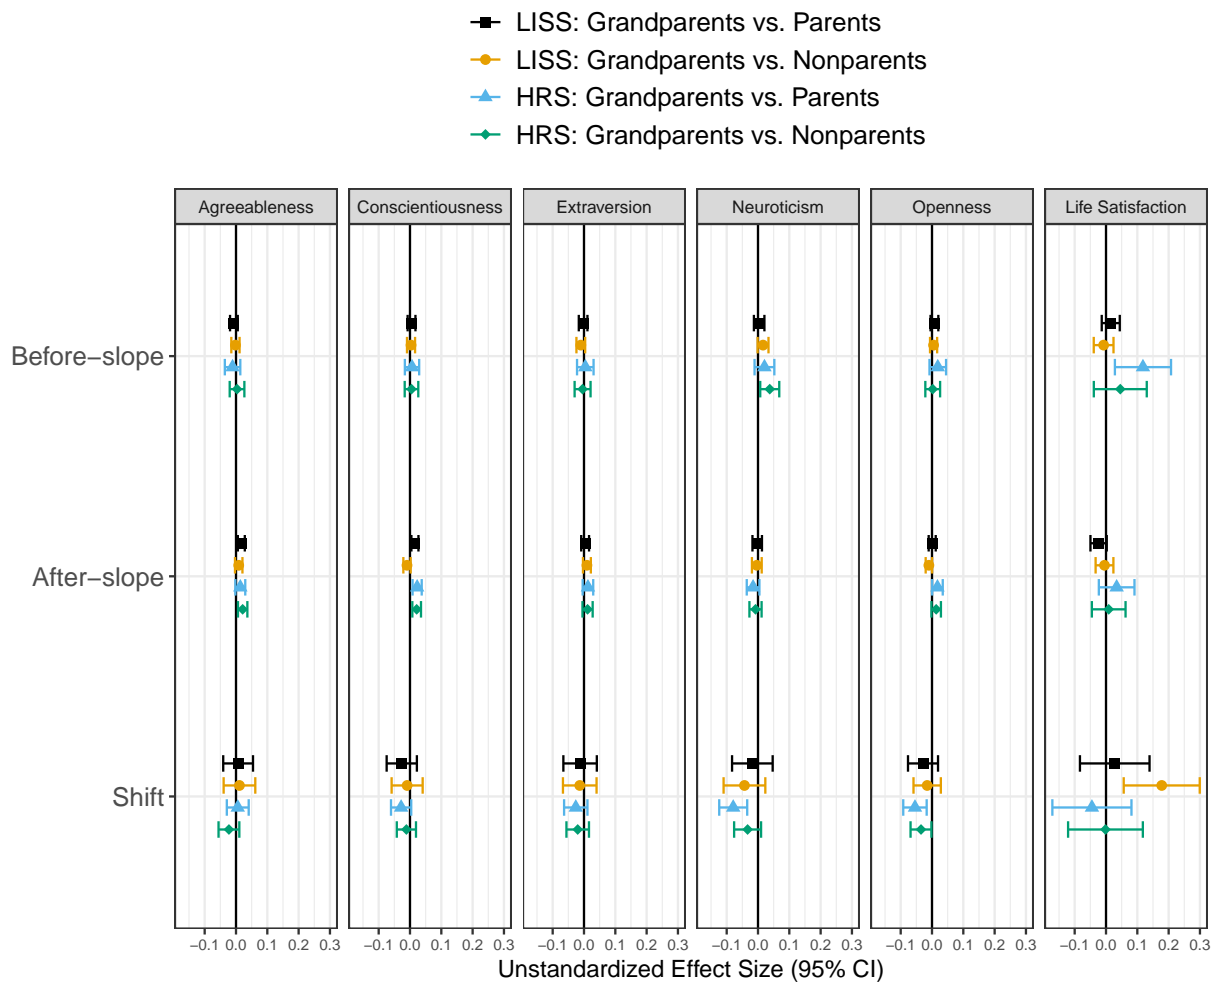 LISS: Grandparents vs. Parents
LISS: Grandparents vs. Nonparents
HRS: Grandparents vs. Parents
HRS: Grandparents vs. Nonparents
Agreeableness Conscientiousness Extraversion Neuroticism Openness Life Satisfaction
Before−slope
After−slope
Shift
−0.1 0.0 0.1 0.2 0.3 −0.1 0.0 0.1 0.2 0.3 −0.1 0.0 0.1 0.2 0.3 −0.1 0.0 0.1 0.2 0.3 −0.1 0.0 0.1 0.2 0.3 −0.1 0.0 0.1 0.2 0.3
Unstandardized Effect Size (95% CI)